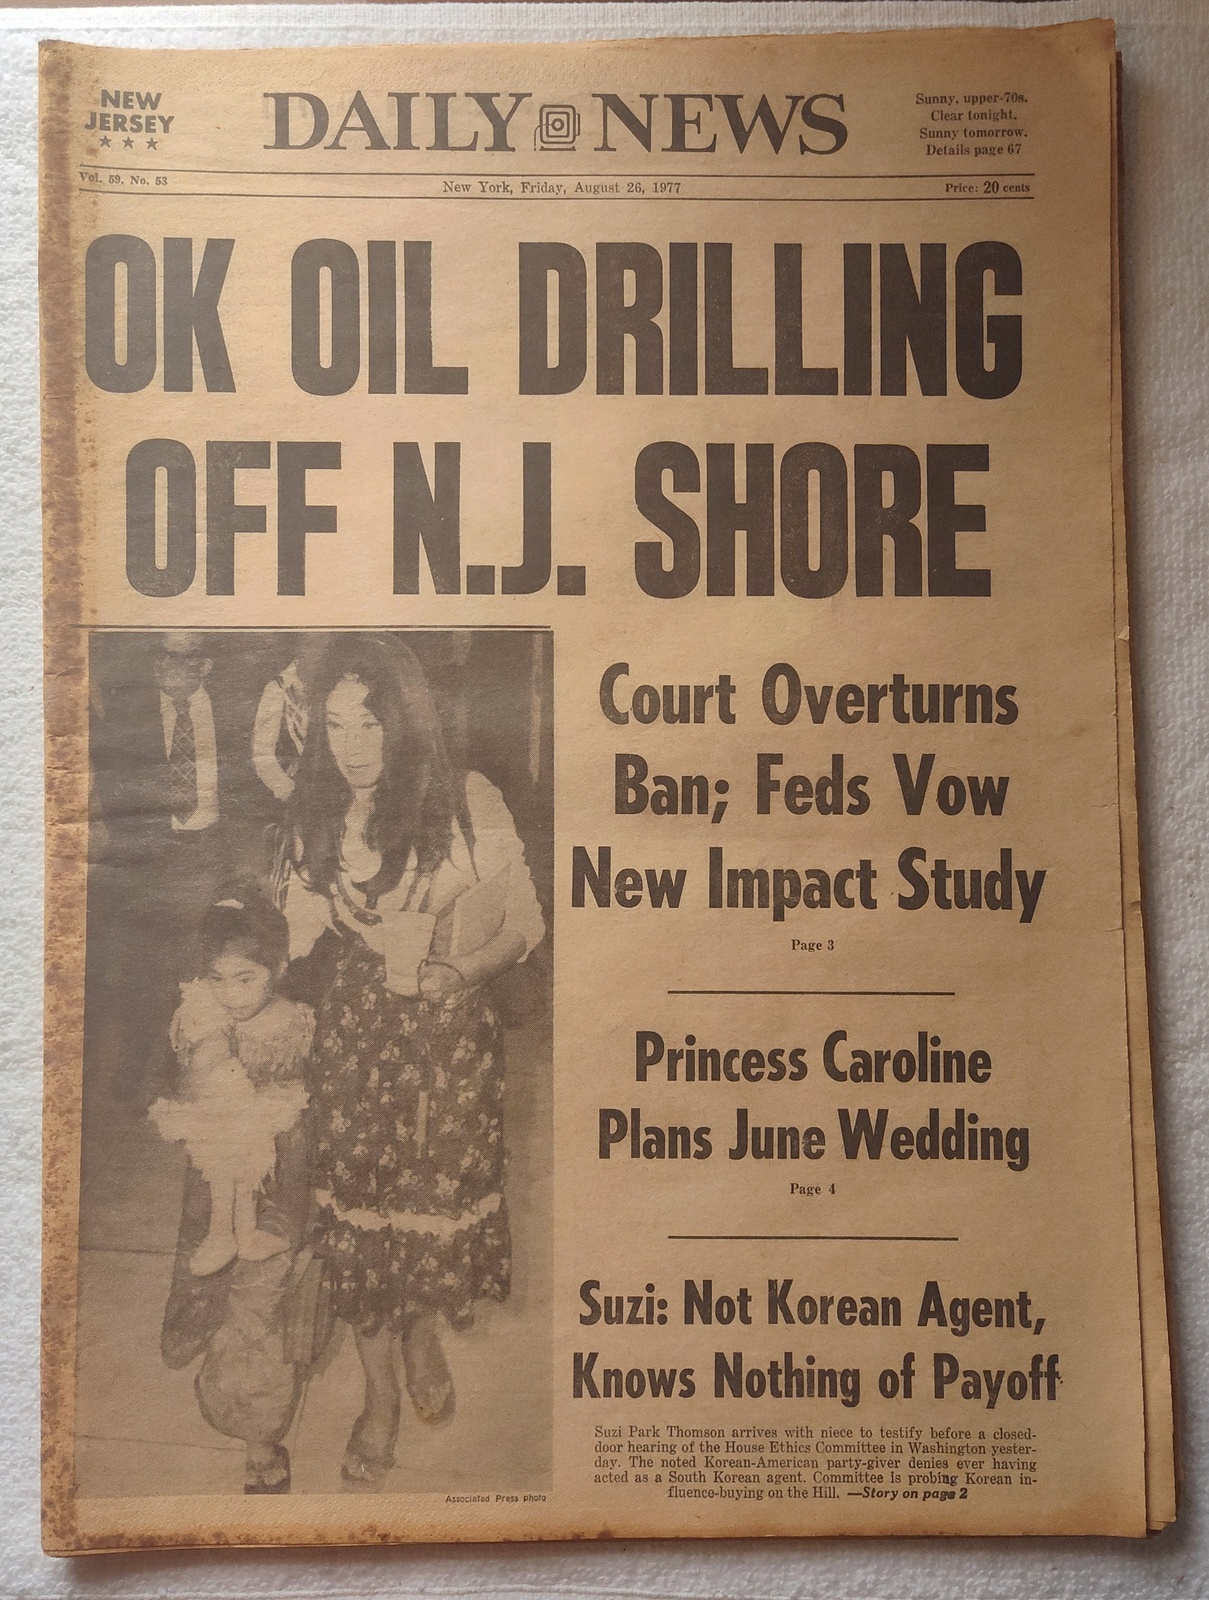 NEW
JERSEY
★ ★ ★
DAILY NEWS
Sunny, upper-70s.
Clear tonight.
Sunny tomorrow.
Details page 67
Vol. 59. No. 53
New York, Friday, August 26, 1977
Price: 20 cents
OK OIL DRILLING
OFF N.J. SHORE
Court Overturns
Ban; Feds Vow
New Impact Study
Page 3
Princess Caroline
Plans June Wedding
Page 4
Suzi: Not Korean Agent,
Knows Nothing of Payoff
Suzi Park Thomson arrives with niece to testify before a closed-
door hearing of the House Ethics Committee in Washington yester-
day. The noted Korean-American party-giver denies ever having
acted as a South Korean agent. Committee is probing Korean in-
fluence-buying on the Hill. —Story on page 2
Associated Press photo